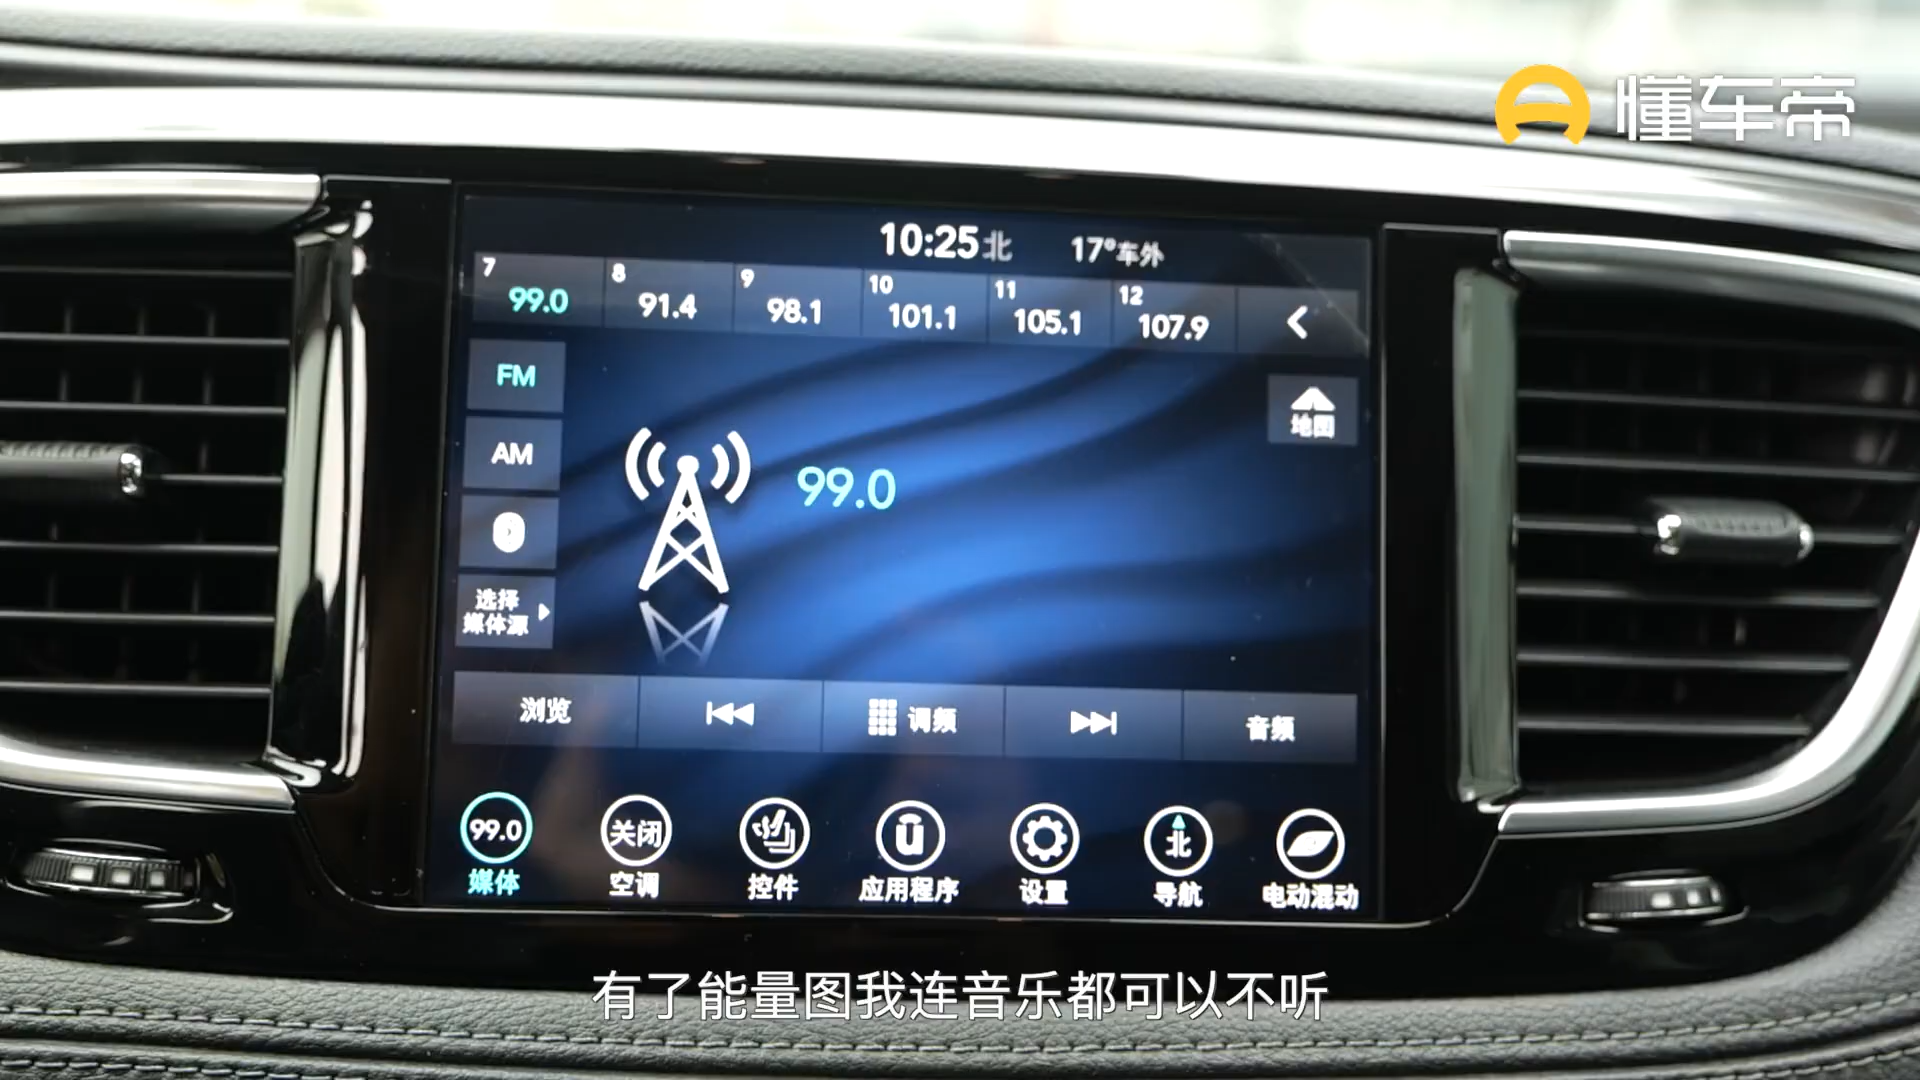 懂车帝
10:25 北 17°车外
7 99.0 8 91.4 9 98.1 10 101.1 11 105.1 12 107.9
FM
地图
AM
99.0
选择
媒体源
浏览 调频 音频
99.0 关闭 北
媒体 空调 控件 应用程序 设置 导航 电动混动
有了能量图我连音乐都可以不听